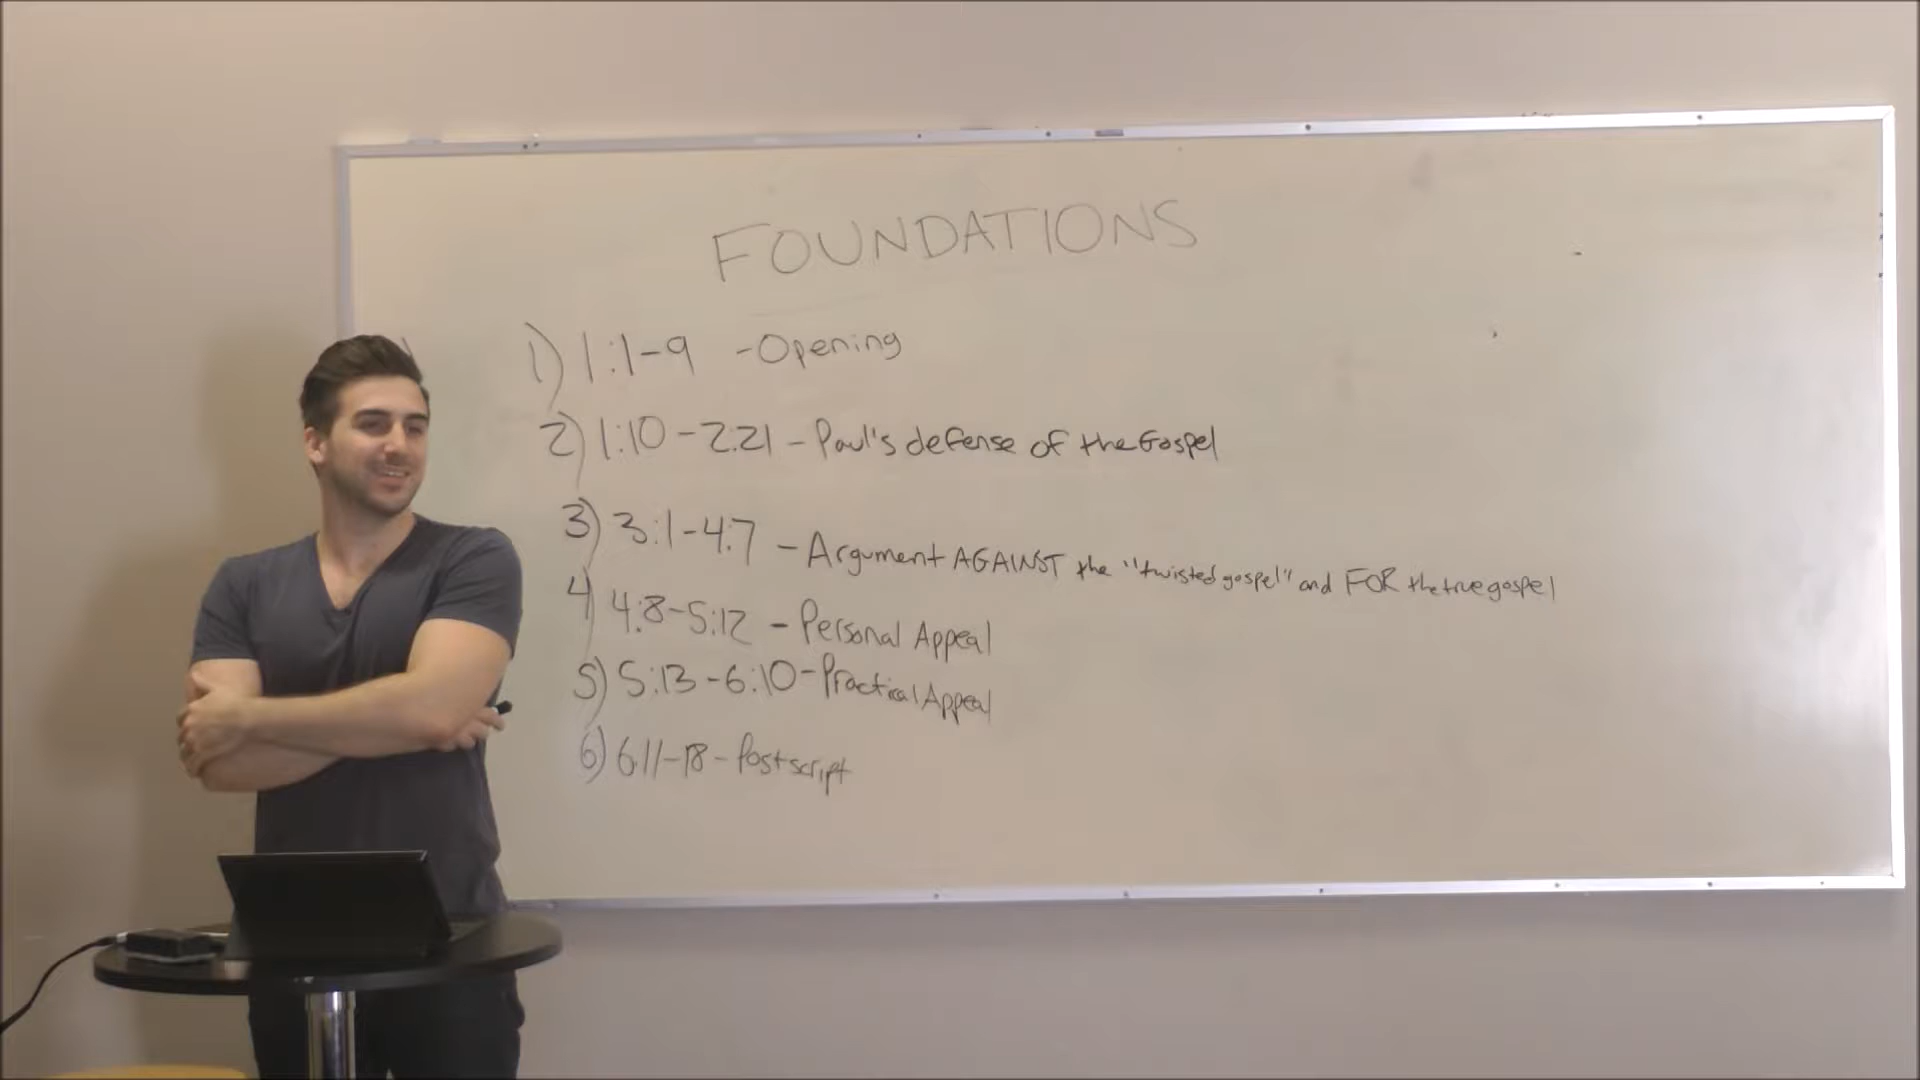 FOUNDATIONS
1) 1:1-9 -Opening
2) 1:10-2:21 - Paul's defense of the Gospel
3) 3:1-4:7 - Argument AGAINST the "twisted gospel" and FOR the true gospel
4) 4:8-5:12 - Personal Appeal
5) 5:13-6:10-Practical Appeal
6) 6:11-18 - Postscript